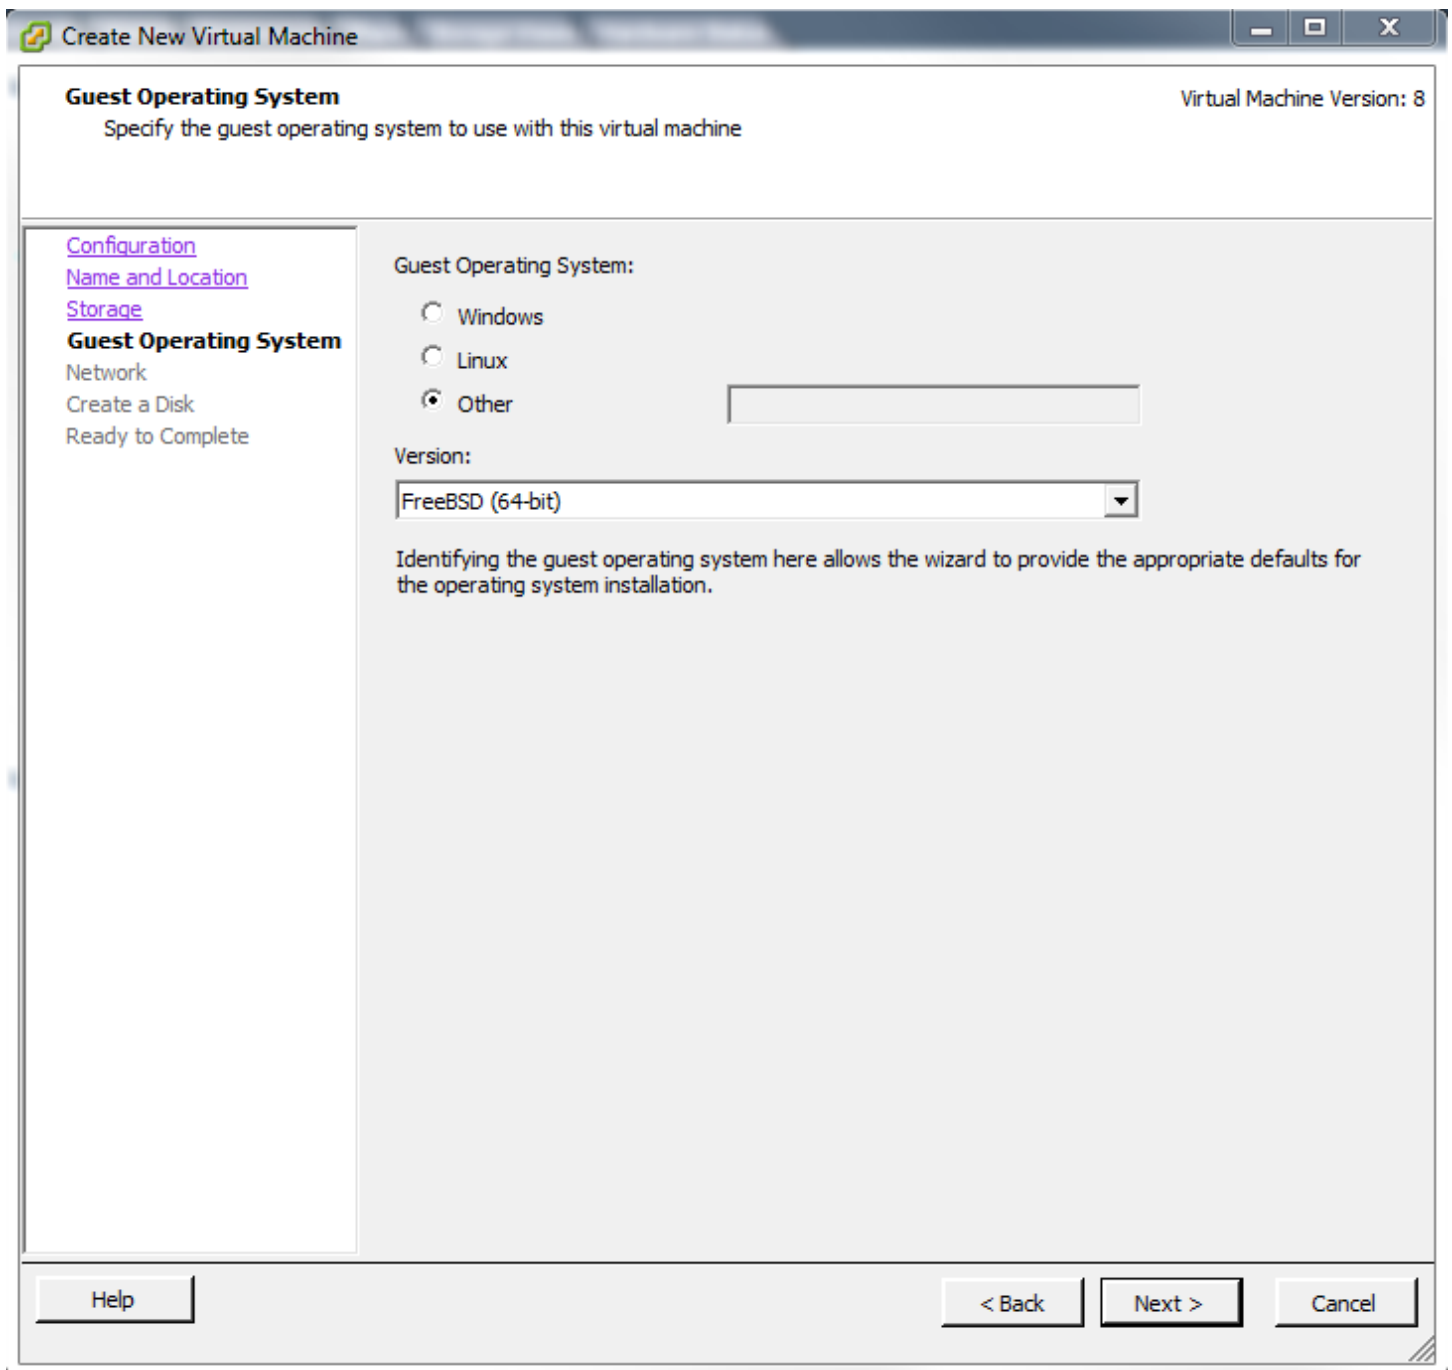 Create New Virtual Machine
Guest Operating System
Virtual Machine Version: 8
Specify the guest operating system to use with this virtual machine
Configuration
Name and Location
Storage
Guest Operating System
Network
Create a Disk
Ready to Complete
Guest Operating System:
Windows
Linux
Other
Version:
FreeBSD (64-bit)
Identifying the guest operating system here allows the wizard to provide the appropriate defaults for
the operating system installation.
Help
< Back
Next >
Cancel